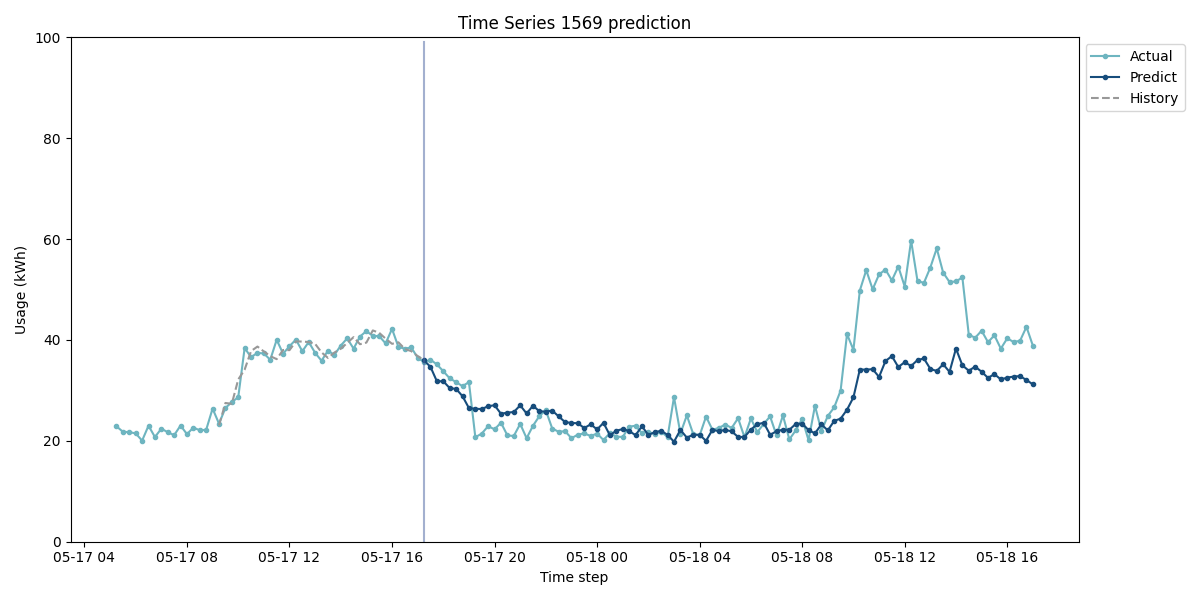 Time Series 1569 prediction
100
80
60
40
20
0
Usage (kWh)
05-17 04
05-17 08
05-17 12
05-17 16
05-17 20
05-18 00
05-18 04
05-18 08
05-18 12
05-18 16
Time step
Actual
Predict
History